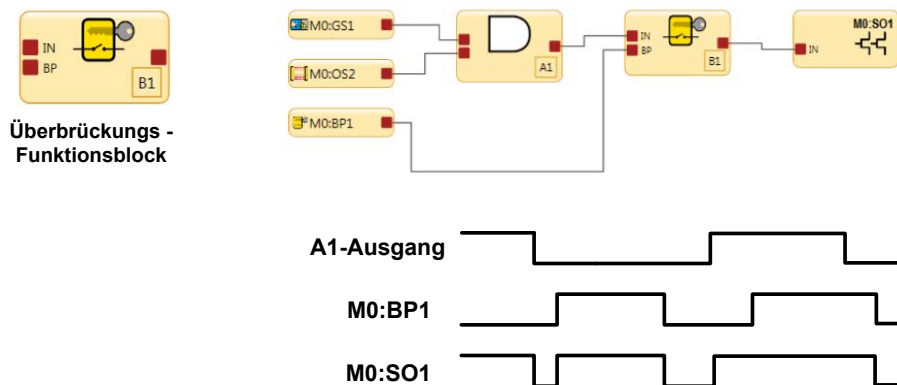 IN
BP
B1
Überbrückungs -
Funktionsblock
M0:GS1
M0:OS2
M0:BP1
A1
IN
BP
B1
M0:SO1
IN
A1-Ausgang
M0:BP1
M0:SO1